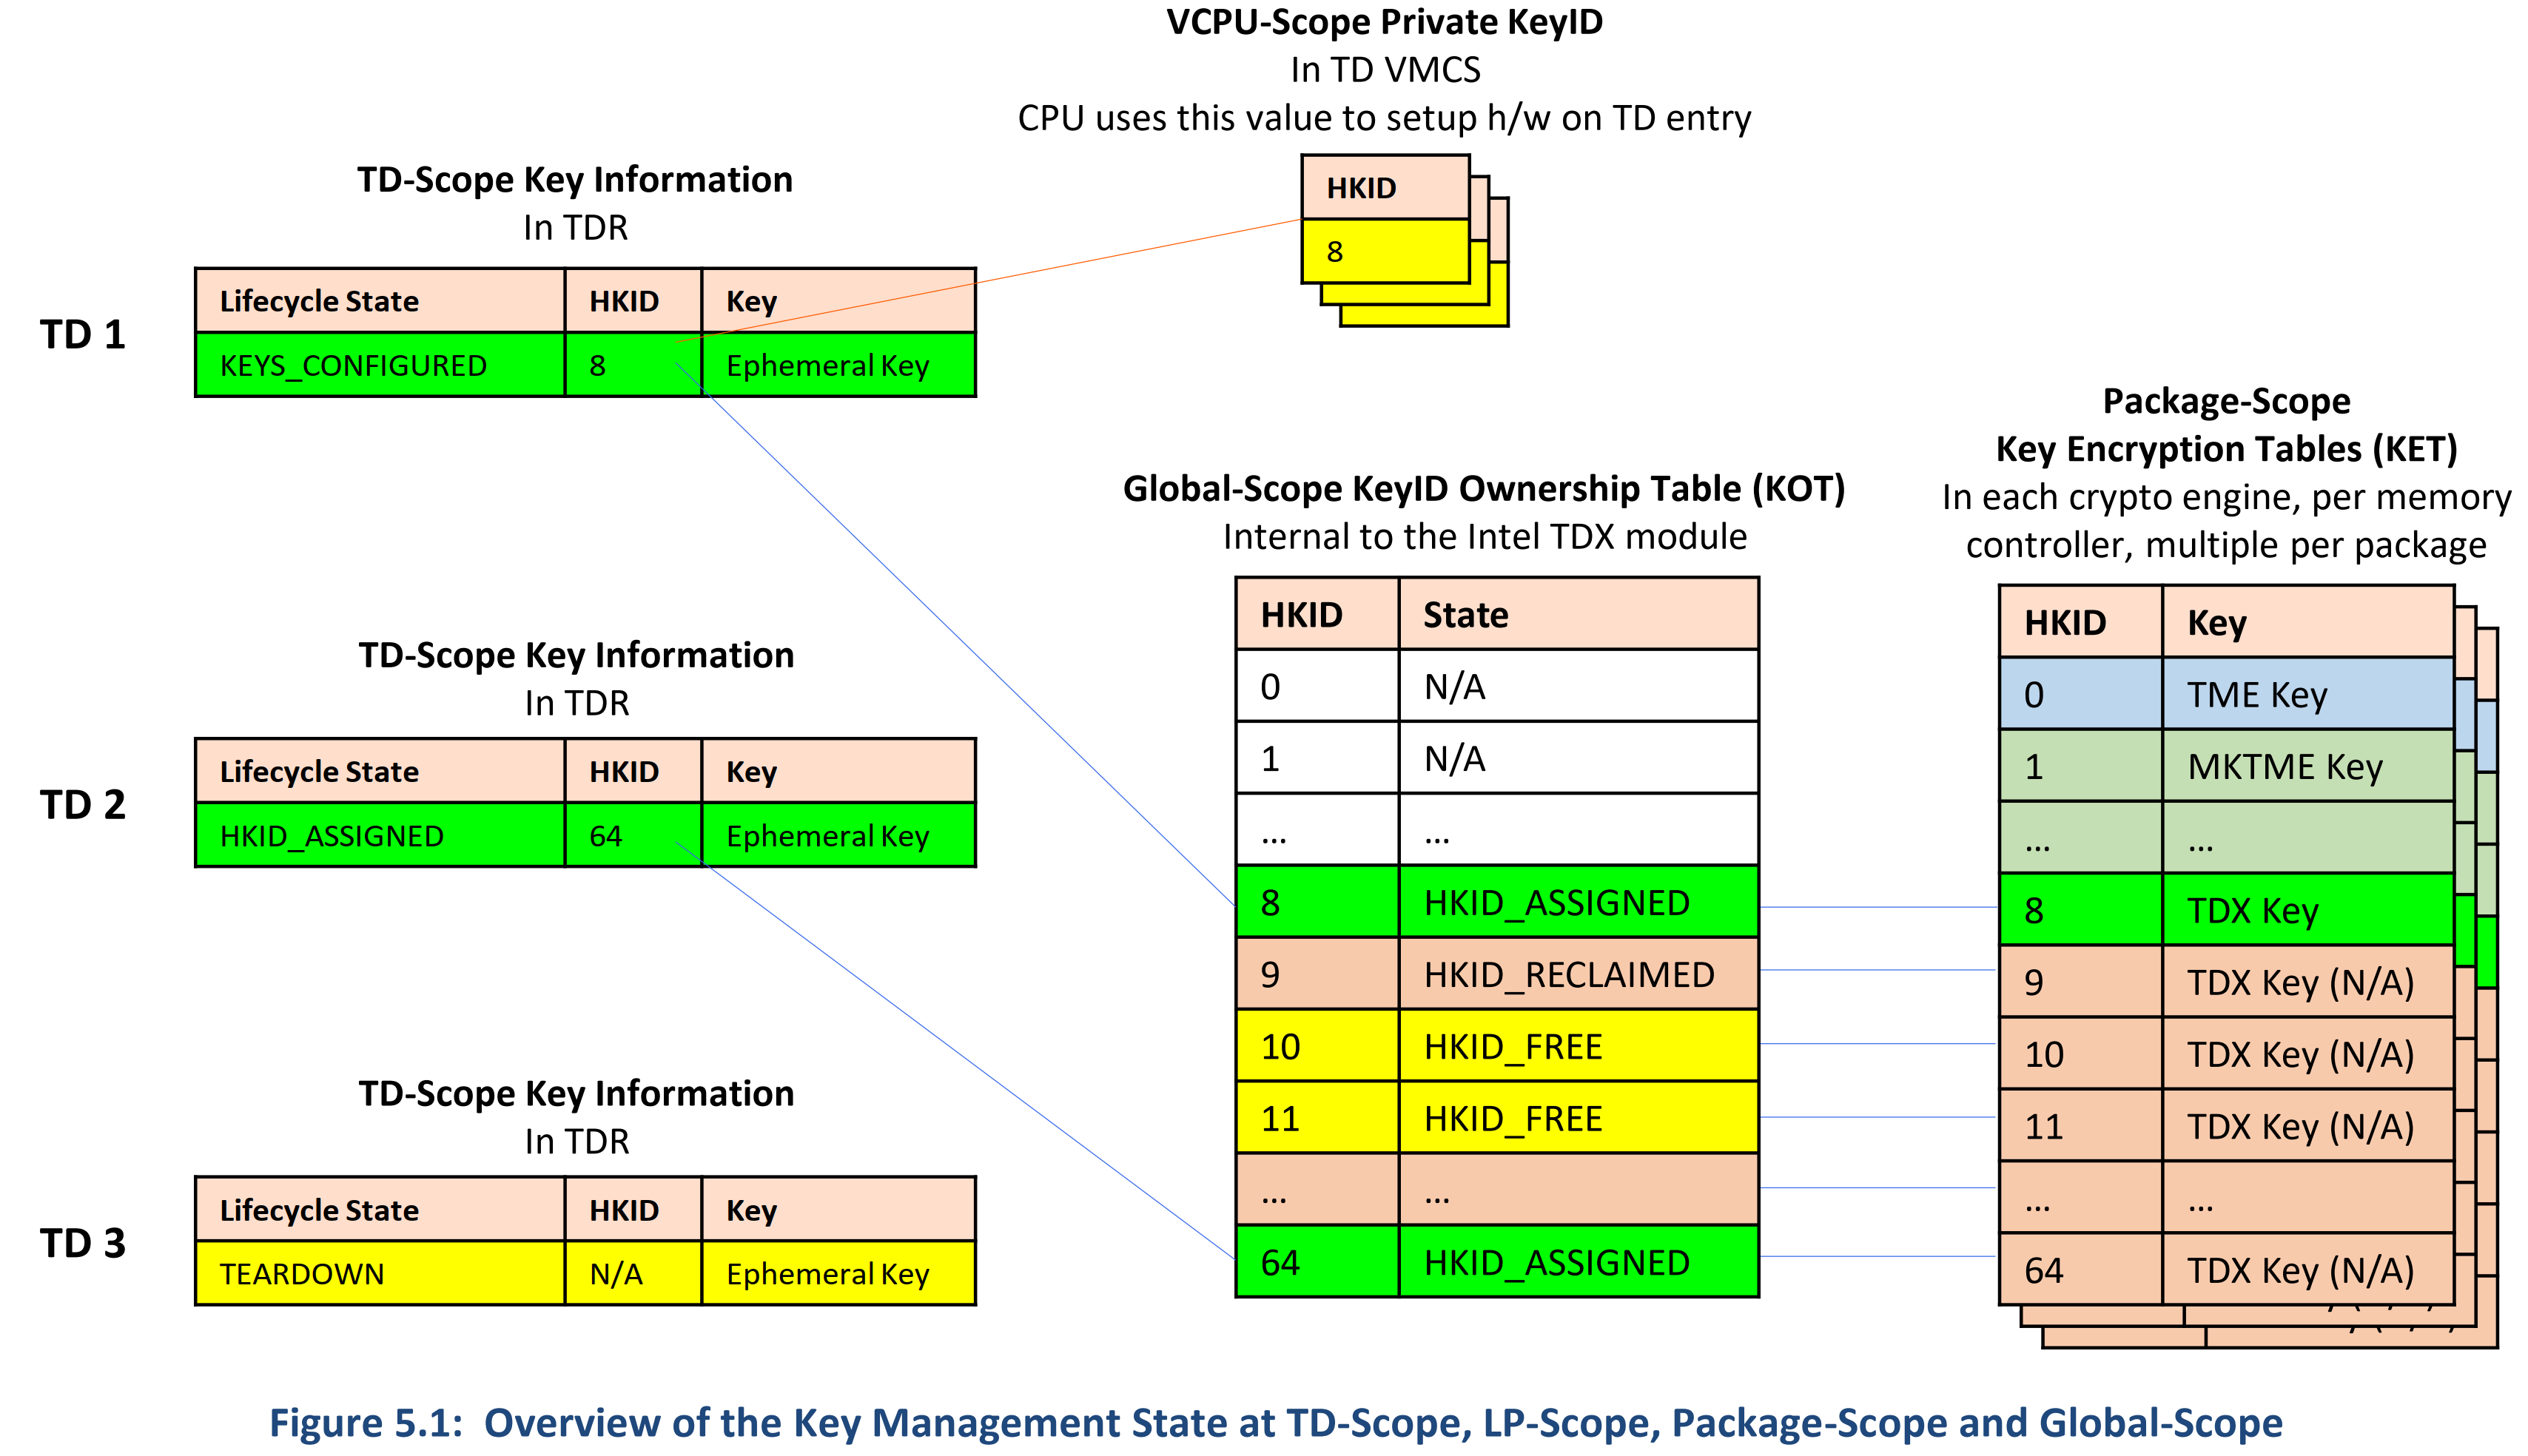 VCPU-Scope Private KeyID
In TD VMCS
CPU uses this value to setup h/w on TD entry
HKID
8
TD-Scope Key Information
In TDR
TD 1
Lifecycle State HKID Key
KEYS_CONFIGURED 8 Ephemeral Key
TD-Scope Key Information
In TDR
TD 2
Lifecycle State HKID Key
HKID_ASSIGNED 64 Ephemeral Key
TD-Scope Key Information
In TDR
TD 3
Lifecycle State HKID Key
TEARDOWN N/A Ephemeral Key
Global-Scope KeyID Ownership Table (KOT)
Internal to the Intel TDX module
HKID State
0 N/A
1 N/A
... ...
8 HKID_ASSIGNED
9 HKID_RECLAIMED
10 HKID_FREE
11 HKID_FREE
... ...
64 HKID_ASSIGNED
Package-Scope
Key Encryption Tables (KET)
In each crypto engine, per memory
controller, multiple per package
HKID Key
0 TME Key
1 MKTME Key
... ...
8 TDX Key
9 TDX Key (N/A)
10 TDX Key (N/A)
11 TDX Key (N/A)
... ...
64 TDX Key (N/A)
Figure 5.1: Overview of the Key Management State at TD-Scope, LP-Scope, Package-Scope and Global-Scope